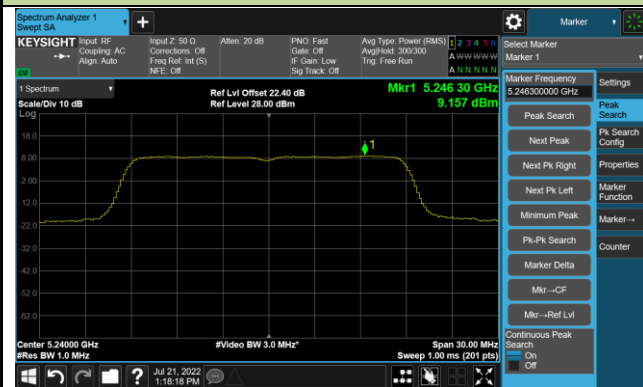 Spectrum Analyzer 1
Swept SA
Marker
KEYSIGHT
Input: RF
Coupling: AC
Align: Auto
Input Z: 50 Ω
Corrections: Off
Freq Ref: Int (S)
NFE: Off
Atten: 20 dB
PNO: Fast
Gate: Off
IF Gain: Low
Sig Track: Off
Avg Type: Power (RMS)
Avg|Hold: 300/300
Trig: Free Run
1 2 3 4 5 6
A W W W W W
A N N N N N
LXI
Select Marker
Marker 1
1 Spectrum
Scale/Div 10 dB
Log
Ref Lvl Offset 22.40 dB
Ref Level 28.00 dBm
Mkr1 5.246 30 GHz
9.157 dBm
18.0
8.00
-2.00
-12.0
-22.0
-32.0
-42.0
-52.0
-62.0
1
Center 5.24000 GHz
#Res BW 1.0 MHz
#Video BW 3.0 MHz*
Span 30.00 MHz
Sweep 1.00 ms (201 pts)
Marker Frequency
5.246300000 GHz
Peak Search
Next Peak
Next Pk Right
Next Pk Left
Minimum Peak
Pk-Pk Search
Marker Delta
Mkr→CF
Mkr→Ref Lvl
Continuous Peak
Search
On
Off
Settings
Peak
Search
Pk Search
Config
Properties
Marker
Function
Marker→
Counter
?
Jul 21, 2022
1:18:18 PM